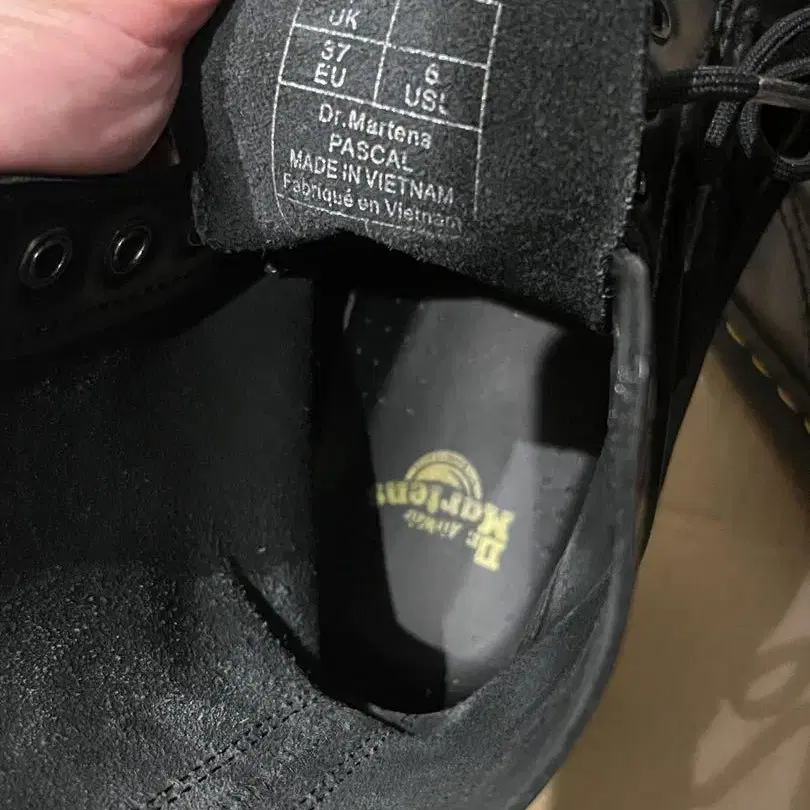 UK
37 6
EU USL
Dr.Martens
PASCAL
MADE IN VIETNAM
Fabriqué en Vietnam
Dr.
Martens